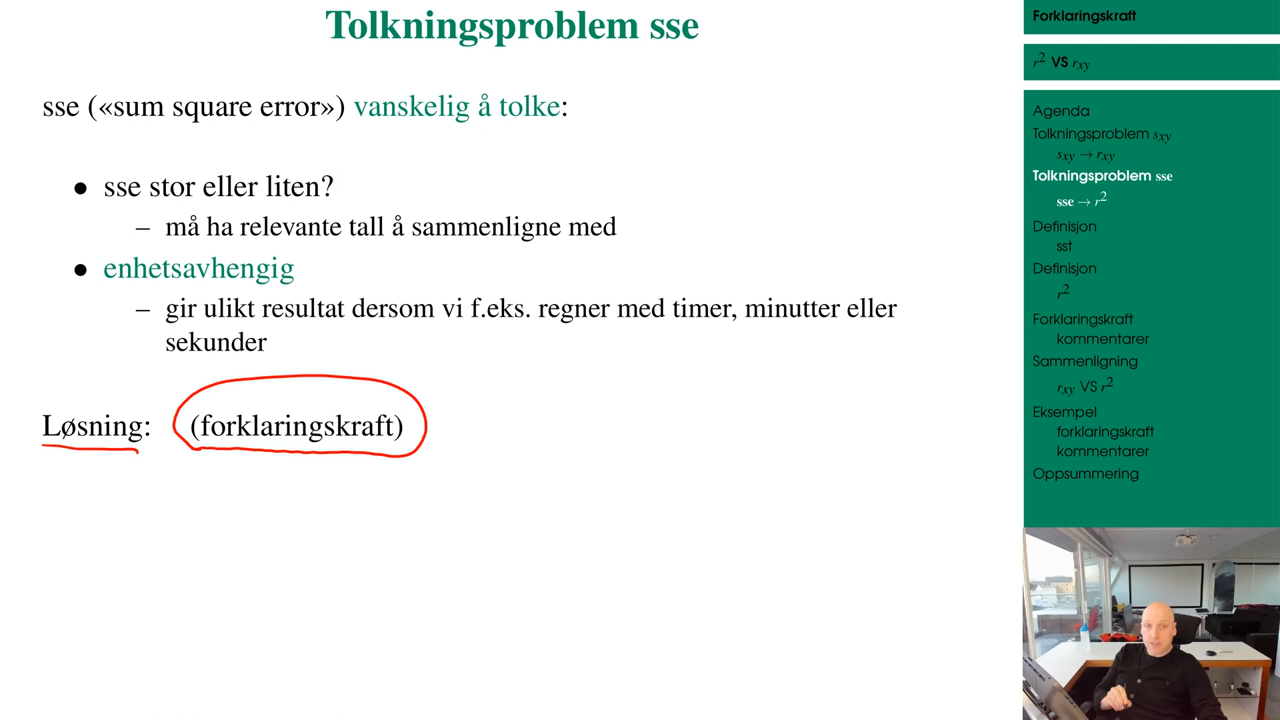 Tolkningsproblem sse
sse («sum square error») vanskelig å tolke:
• sse stor eller liten?
– må ha relevante tall å sammenligne med
• enhetsavhengig
– gir ulikt resultat dersom vi f.eks. regner med timer, minutter eller
sekunder
Løsning: (forklaringskraft)
Forklaringskraft
r² VS rxy
Agenda
Tolkningsproblem sxy
sxy → rxy
Tolkningsproblem sse
sse → r²
Definisjon
sst
Definisjon
r²
Forklaringskraft
kommentarer
Sammenligning
rxy VS r²
Eksempel
forklaringskraft
kommentarer
Oppsummering